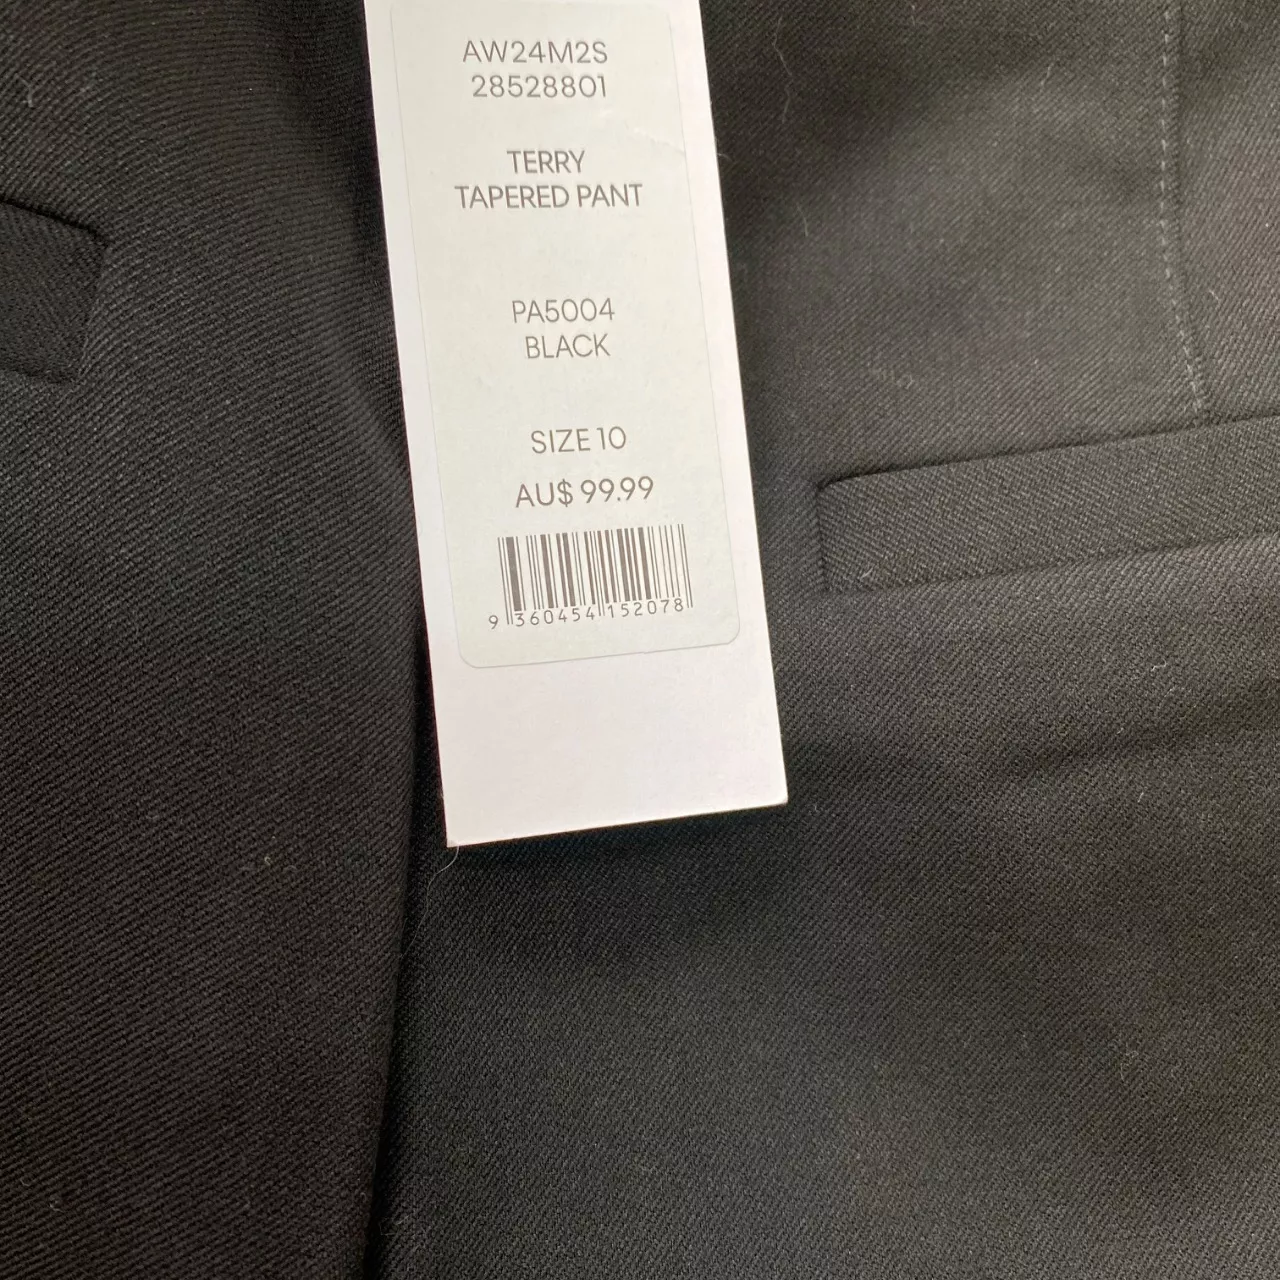 AW24M2S
28528801
TERRY
TAPERED PANT
PA5004
BLACK
SIZE 10
AU$ 99.99
9 360454 152078